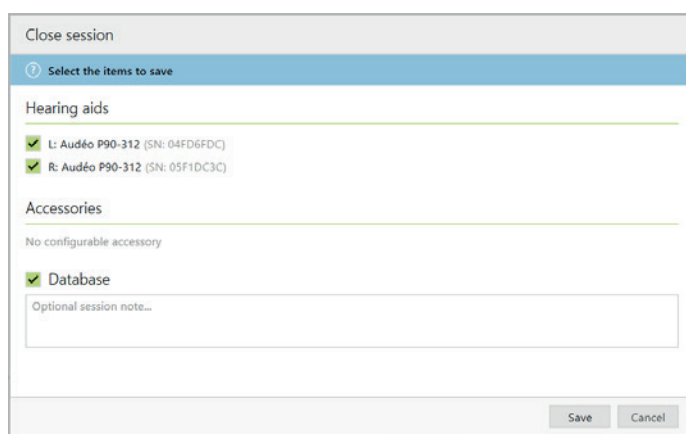 Close session
Select the items to save
Hearing aids
L: Audéo P90-312 (SN: 04FD6FDC)
R: Audéo P90-312 (SN: 05F1DC3C)
Accessories
No configurable accessory
Database
Optional session note...
Save Cancel